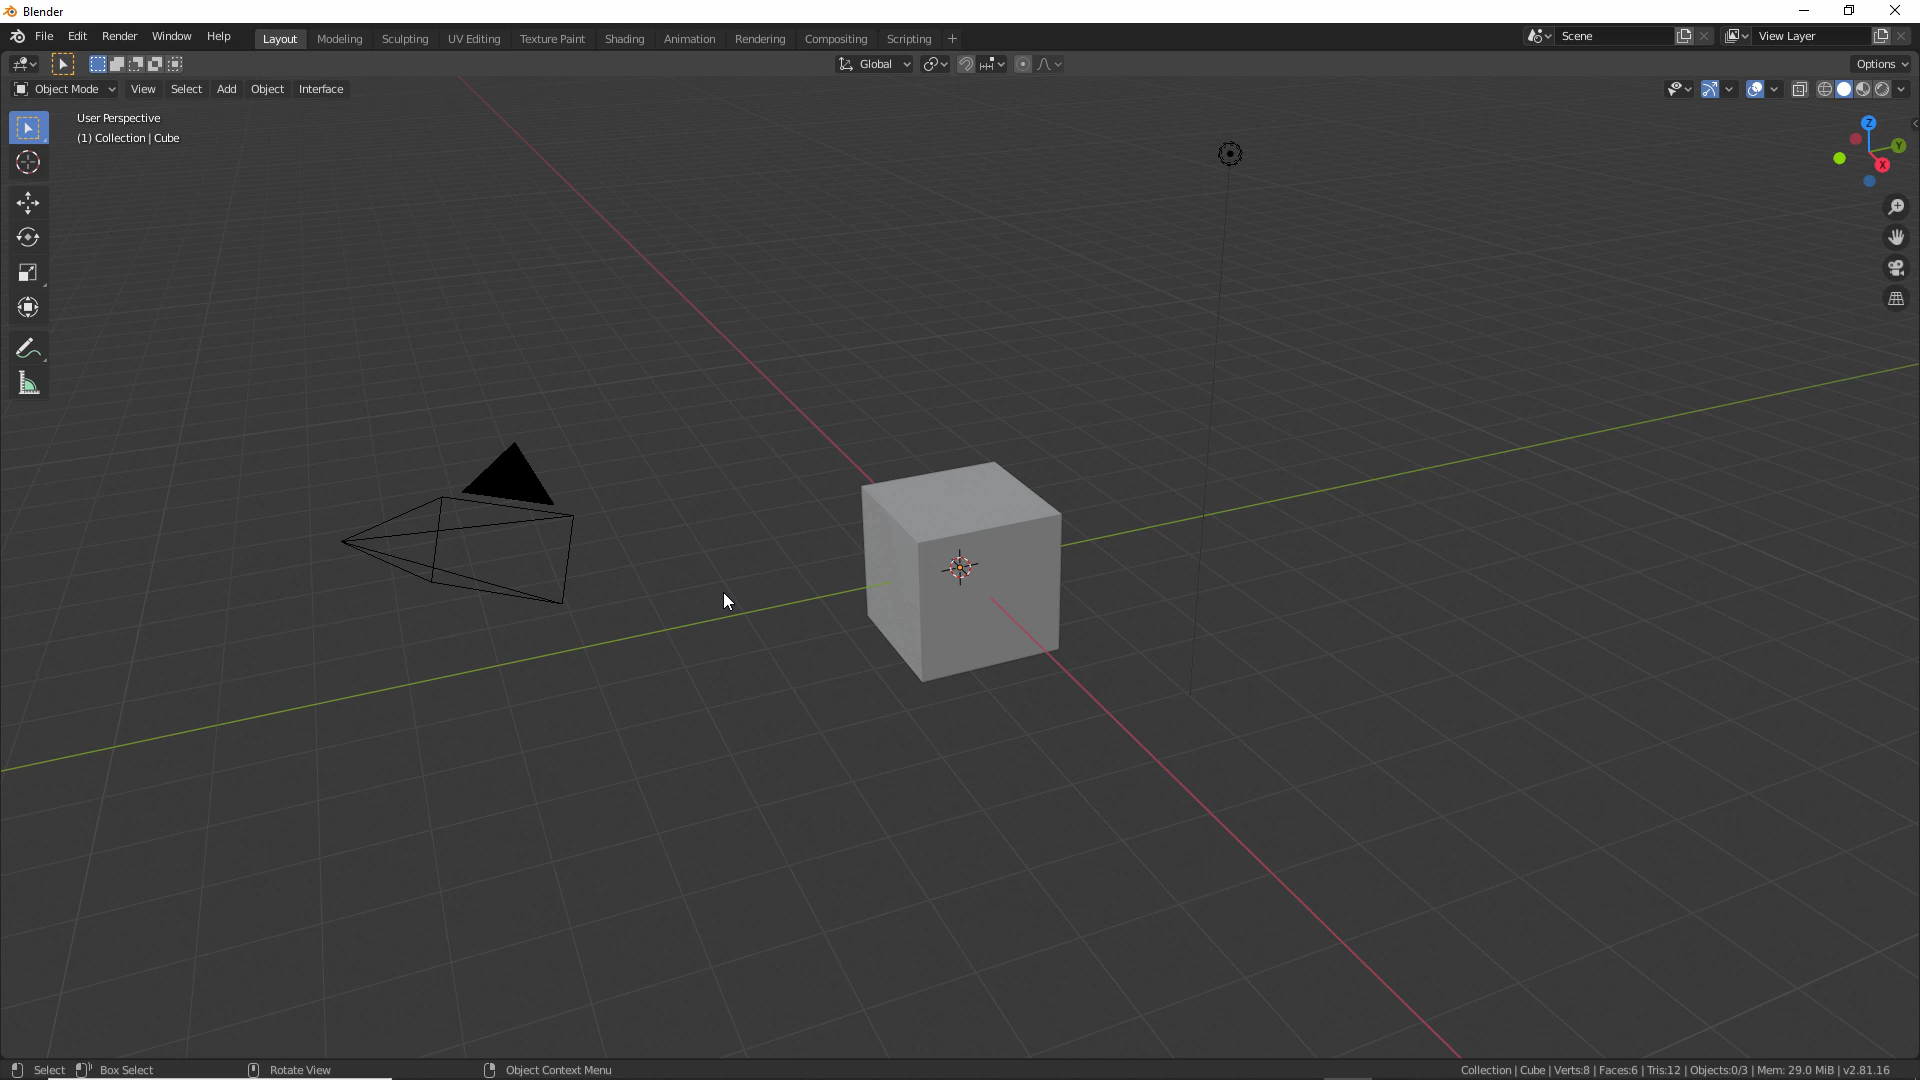 Blender
File Edit Render Window Help Layout Modeling Sculpting UV Editing Texture Paint Shading Animation Rendering Compositing Scripting + Scene View Layer
Global Options
Object Mode View Select Add Object Interface
User Perspective
(1) Collection | Cube
Z
Y
X
Select Box Select Rotate View Object Context Menu Collection | Cube | Verts:8 | Faces:6 | Tris:12 | Objects:0/3 | Mem: 29.0 MiB | v2.81.16